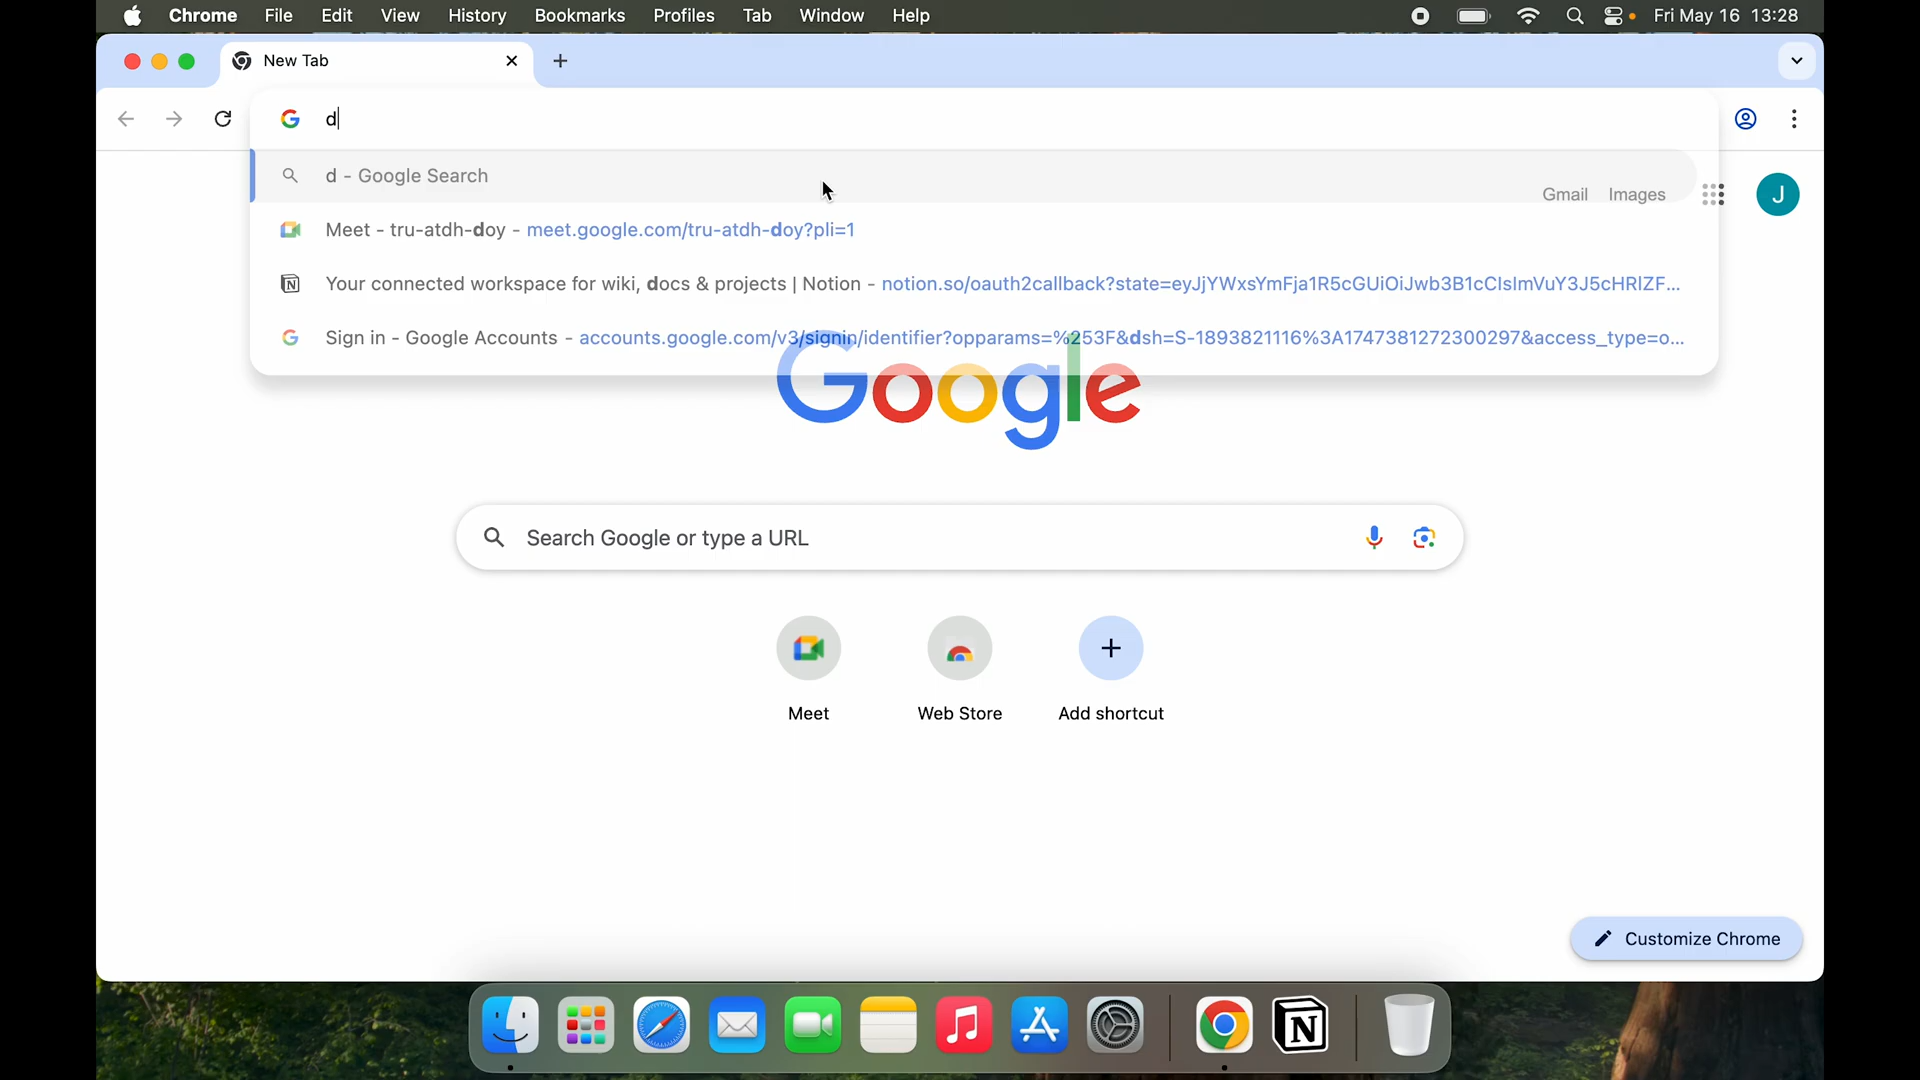 Chrome File Edit View History Bookmarks Profiles Tab Window Help Fri May 16 13:28
New Tab
d
d - Google Search
Gmail Images J
Meet - tru-atdh-doy - meet.google.com/tru-atdh-doy?pli=1
Your connected workspace for wiki, docs & projects | Notion - notion.so/oauth2callback?state=eyJjYWxsYmFja1R5cGUiOiJwb3B1cCIsImVuY3J5cHRlZF...
Sign in - Google Accounts - accounts.google.com/v3/signin/identifier?opparams=%253F&dsh=S-1893821116%3A1747381272300297&access_type=o...
Google
Search Google or type a URL
Meet Web Store Add shortcut
Customize Chrome